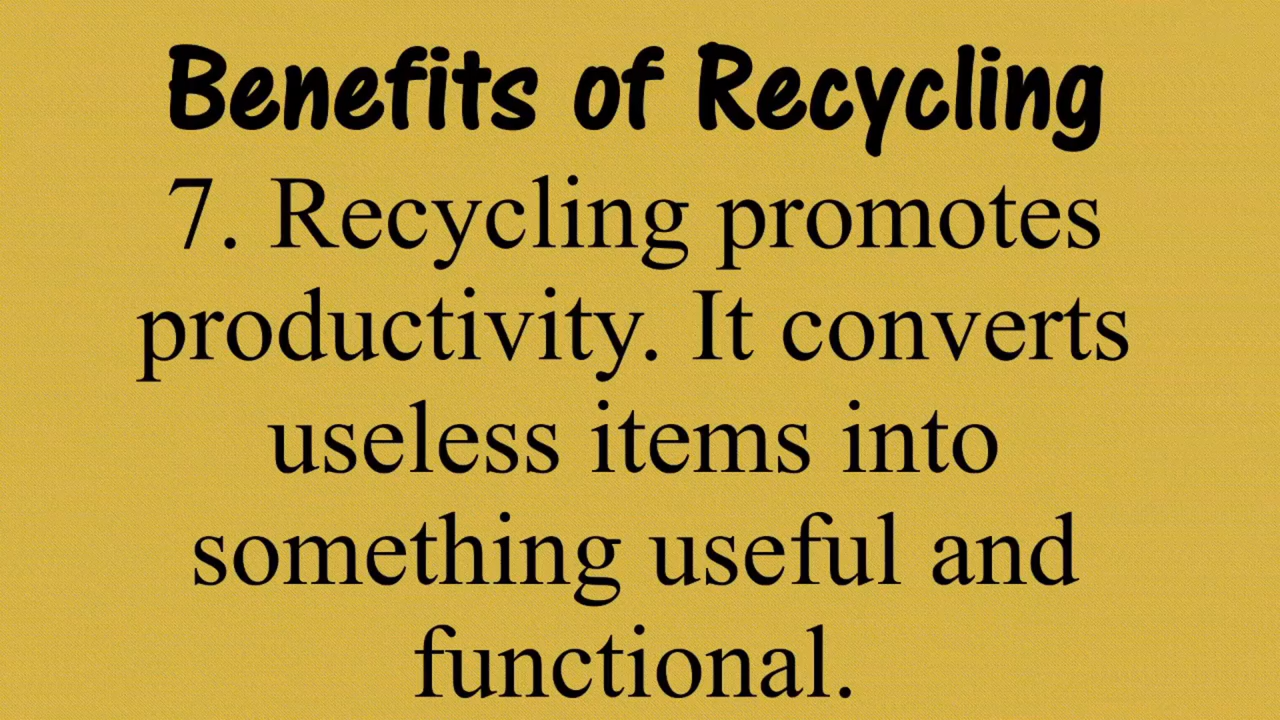 Benefits of Recycling
7. Recycling promotes
productivity. It converts
useless items into
something useful and
functional.